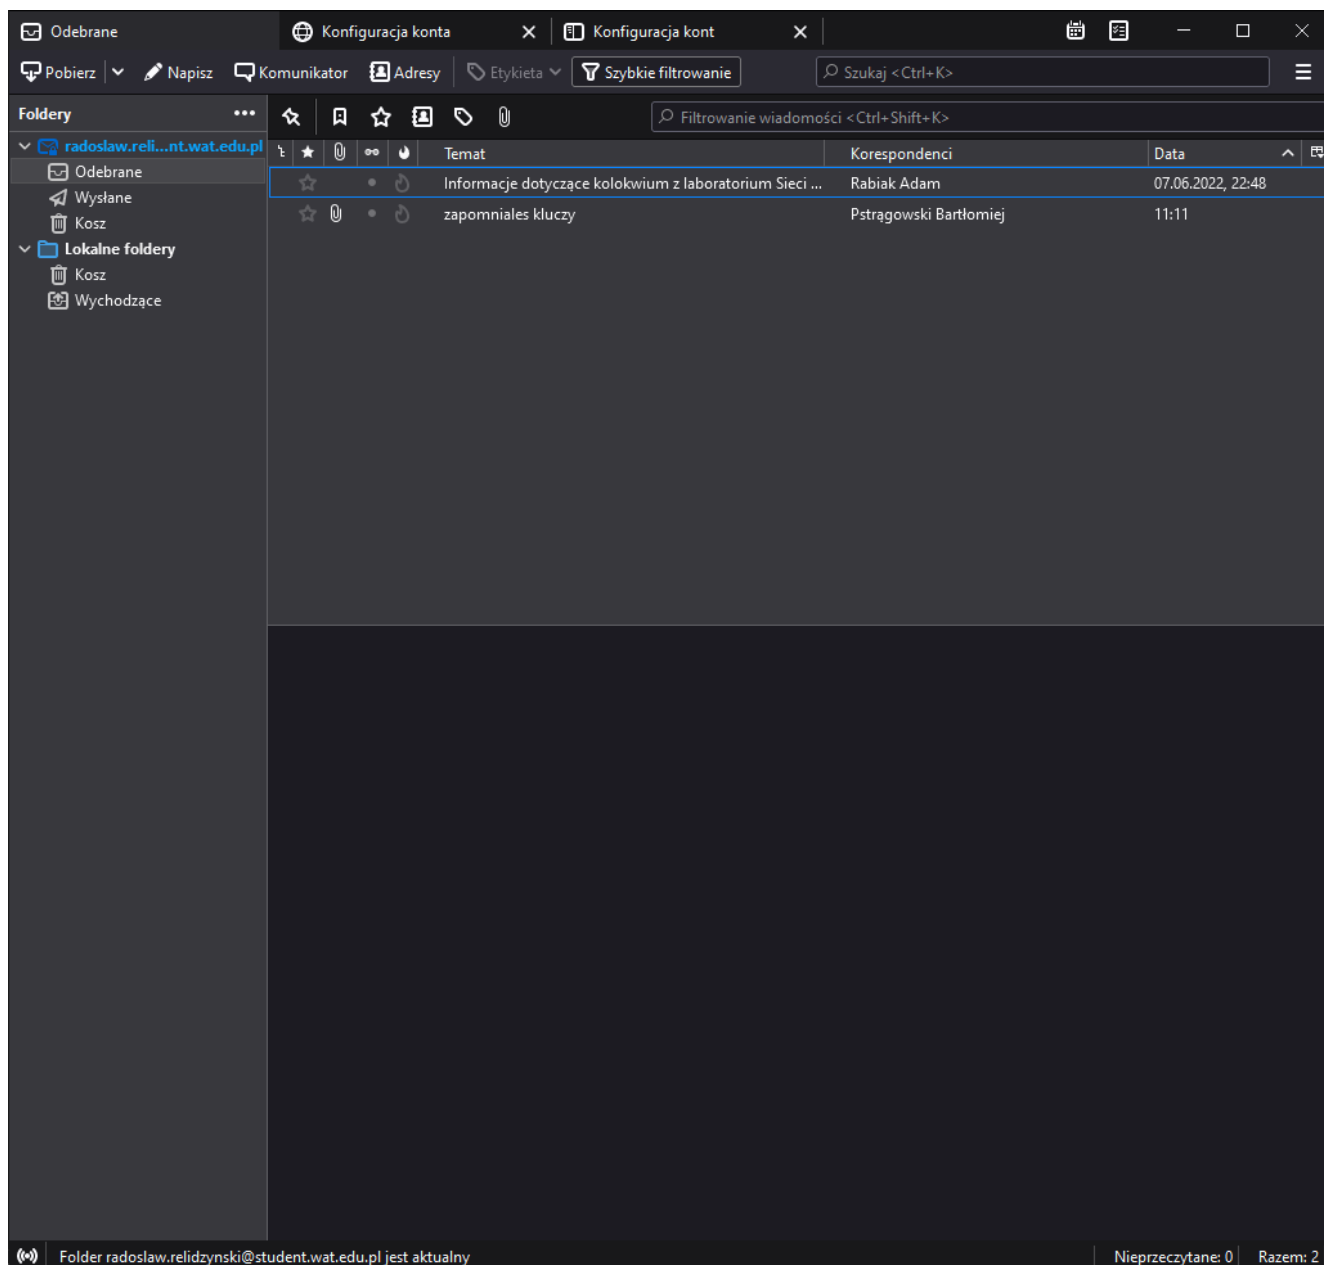 Odebrane Konfiguracja konta Konfiguracja kont
Pobierz Napisz Komunikator Adresy Etykieta Szybkie filtrowanie Szukaj <Ctrl+K>
Foldery Filtrowanie wiadomości <Ctrl+Shift+K>
radoslaw.reli...nt.wat.edu.pl Temat Korespondenci Data
Odebrane Informacje dotyczące kolokwium z laboratorium Sieci ... Rabiak Adam 07.06.2022, 22:48
Wysłane
Kosz zapomniales kluczy Pstrągowski Bartłomiej 11:11
Lokalne foldery
Kosz
Wychodzące
Folder radoslaw.relidzynski@student.wat.edu.pl jest aktualny Nieprzeczytane: 0 Razem: 2